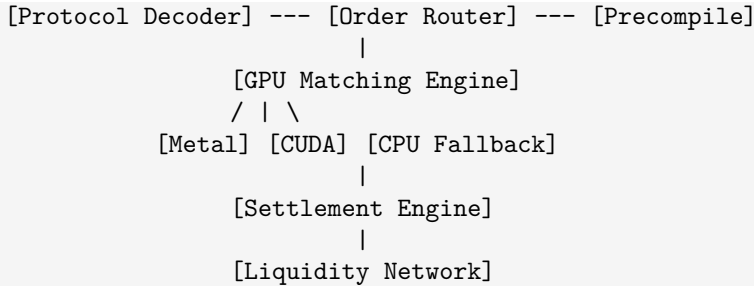 [Protocol Decoder] --- [Order Router] --- [Precompile]
|
[GPU Matching Engine]
/ | \
[Metal] [CUDA] [CPU Fallback]
|
[Settlement Engine]
|
[Liquidity Network]